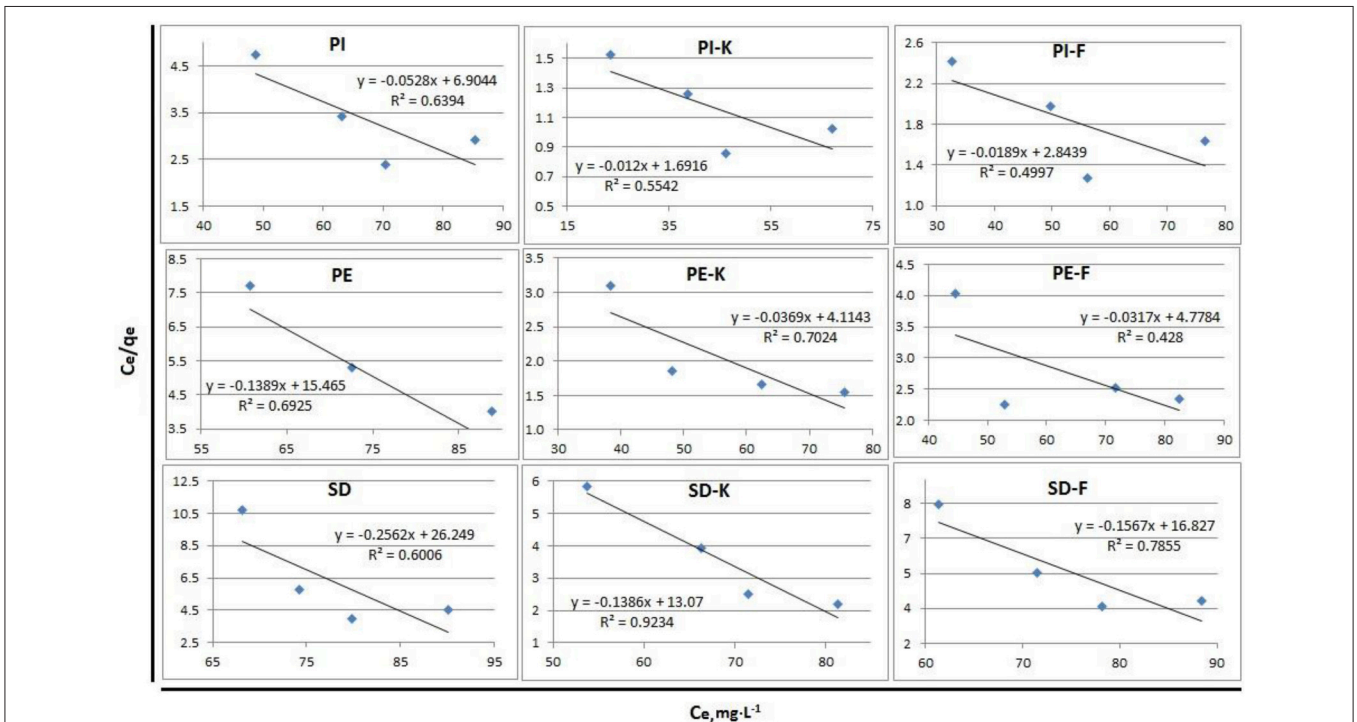 Ce/qe
PI
4.5
3.5
2.5
1.5
40 50 60 70 80 90
y = -0.0528x + 6.9044
R² = 0.6394
PI-K
1.5
1.3
1.1
0.9
0.7
0.5
15 35 55 75
y = -0.012x + 1.6916
R² = 0.5542
PI-F
2.6
2.2
1.8
1.4
1.0
30 40 50 60 70 80
y = -0.0189x + 2.8439
R² = 0.4997
PE
8.5
7.5
6.5
5.5
4.5
3.5
55 65 75 85
y = -0.1389x + 15.465
R² = 0.6925
PE-K
3.5
3.0
2.5
2.0
1.5
1.0
30 40 50 60 70 80
y = -0.0369x + 4.1143
R² = 0.7024
PE-F
4.5
4.0
3.5
3.0
2.5
2.0
40 50 60 70 80 90
y = -0.0317x + 4.7784
R² = 0.428
SD
12.5
10.5
8.5
6.5
4.5
2.5
65 75 85 95
y = -0.2562x + 26.249
R² = 0.6006
SD-K
6
5
4
3
2
1
50 60 70 80
y = -0.1386x + 13.07
R² = 0.9234
SD-F
8
7
5
4
2
60 70 80 90
y = -0.1567x + 16.827
R² = 0.7855
Ce,mg·L⁻¹